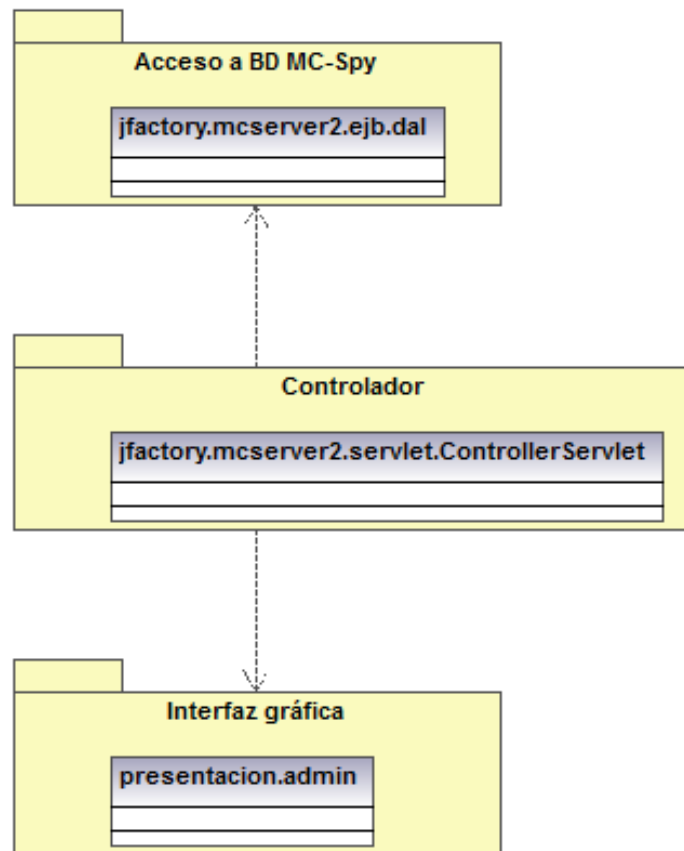 Acceso a BD MC-Spy
jfactory.mcserver2.ejb.dal
Controlador
jfactory.mcserver2.servlet.ControllerServlet
Interfaz gráfica
presentacion.admin